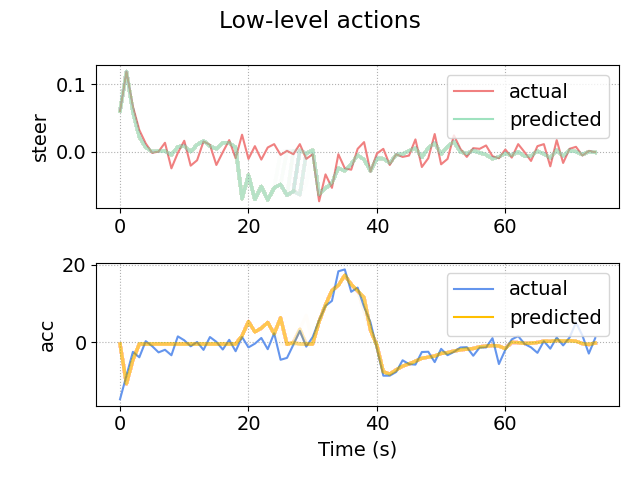 Low-level actions
steer
0.1
0.0
actual
predicted
0
20
40
60
acc
20
0
actual
predicted
0
20
40
60
Time (s)